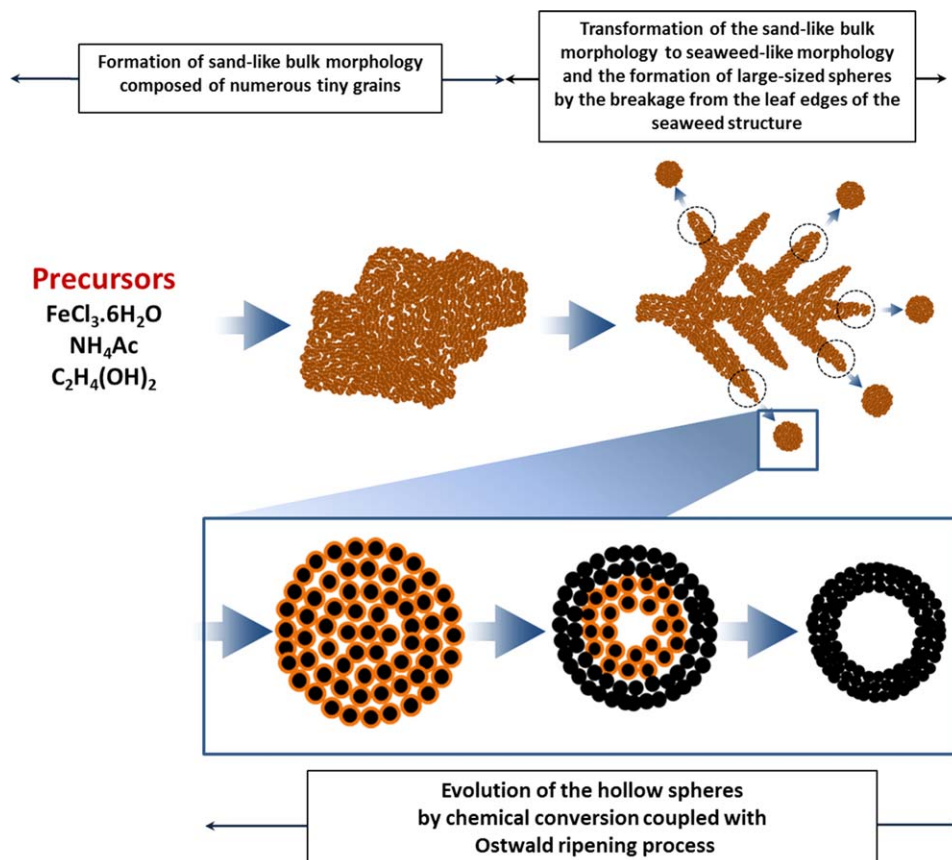 Formation of sand-like bulk morphology
composed of numerous tiny grains
Transformation of the sand-like bulk
morphology to seaweed-like morphology
and the formation of large-sized spheres
by the breakage from the leaf edges of the
seaweed structure
Precursors
FeCl₃.6H₂O
NH₄Ac
C₂H₄(OH)₂
Evolution of the hollow spheres
by chemical conversion coupled with
Ostwald ripening process